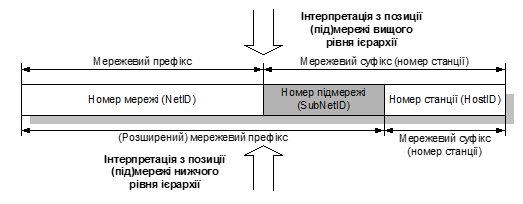 Інтерпретація з позиції
(під)мережі вищого
рівня ієрархії
Мережевий префікс
Мережевий суфікс (номер станції)
Номер мережі (NetID)
Номер підмережі
(SubNetID)
Номер станції (HostID)
(Розширений) мережевий префікс
Мережевий суфікс
(номер станції)
Інтерпретація з позиції
(під)мережі нижчого
рівня ієрархії